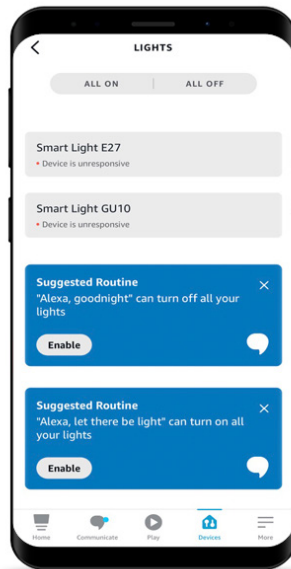 LIGHTS
ALL ON
ALL OFF
Smart Light E27
Device is unresponsive
Smart Light GU10
Device is unresponsive
Suggested Routine
"Alexa, goodnight" can turn off all your
lights
Enable
Suggested Routine
"Alexa, let there be light" can turn on all
your lights
Enable
Home
Communicate
Play
Devices
More